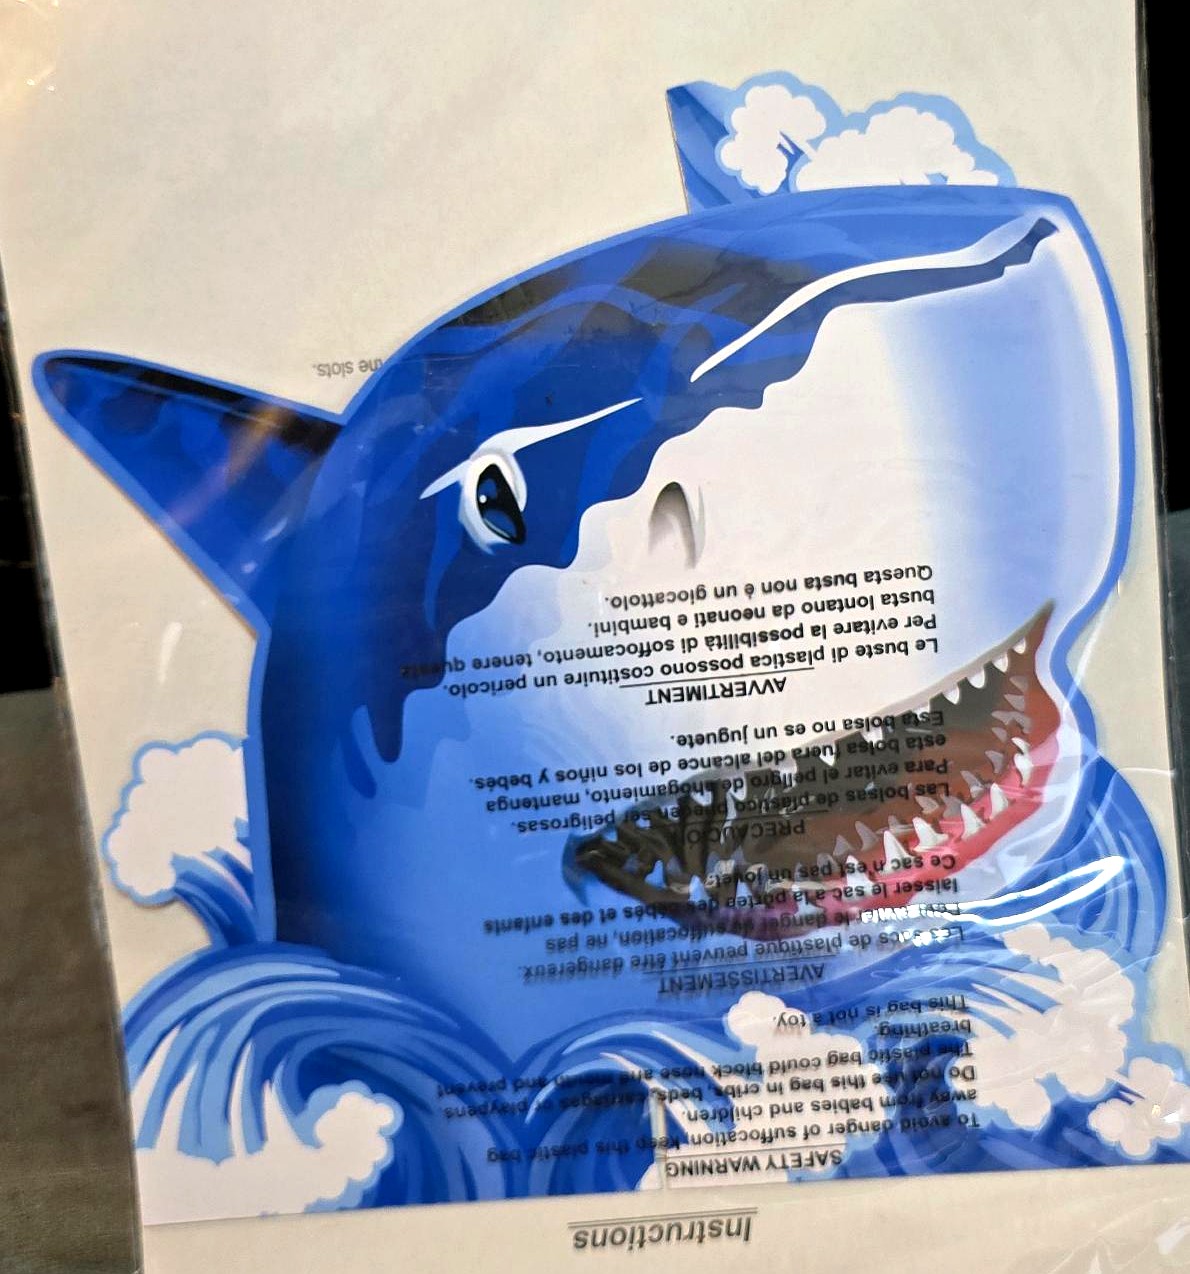 Instructions
SAFETY WARNING
To avoid danger of suffocation, keep this plastic bag
away from babies and children.
Do not use this bag in cribs, beds, carriages or playpens.
The plastic bag could block nose and mouth and prevent
breathing.
This bag is not a toy.
AVERTISSEMENT
Les sacs de plastique peuvent être dangereux.
le danger de suffocation, ne pas
laisser le sac a la portee des bébés et des enfants
Ce sac n'est pas un jouet.
PRECAUCION
Las bolsas de plastico pueden ser peligrosas.
Para evitar el peligro de ahogamiento, mantenga
esta bolsa fuera del alcance del los niños y bebés.
Esta bolsa no es un juguete.
AVVERTIMENT
Le buste di plastica possono costituire un pericolo.
Per evitare la possibilità di soffocamento, tenere questa
busta lontano da neonati e bambini.
Questa busta non è un giocattolo.
the slots.